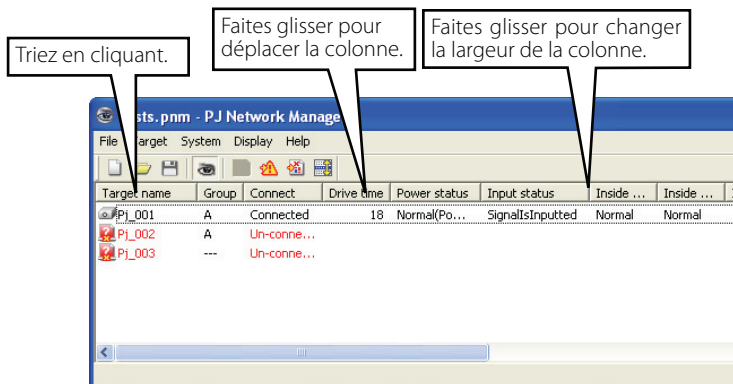 Triez en cliquant.
Faites glisser pour
déplacer la colonne.
Faites glisser pour changer
la largeur de la colonne.
sts.pnm - PJ Network Manage
File Target System Display Help
Target name Group Connect Drive time Power status Input status Inside ... Inside ...
Pj_001 A Connected 18 Normal(Po... SignalIsInputted Normal Normal
Pj_002 A Un-conne...
Pj_003 --- Un-conne...